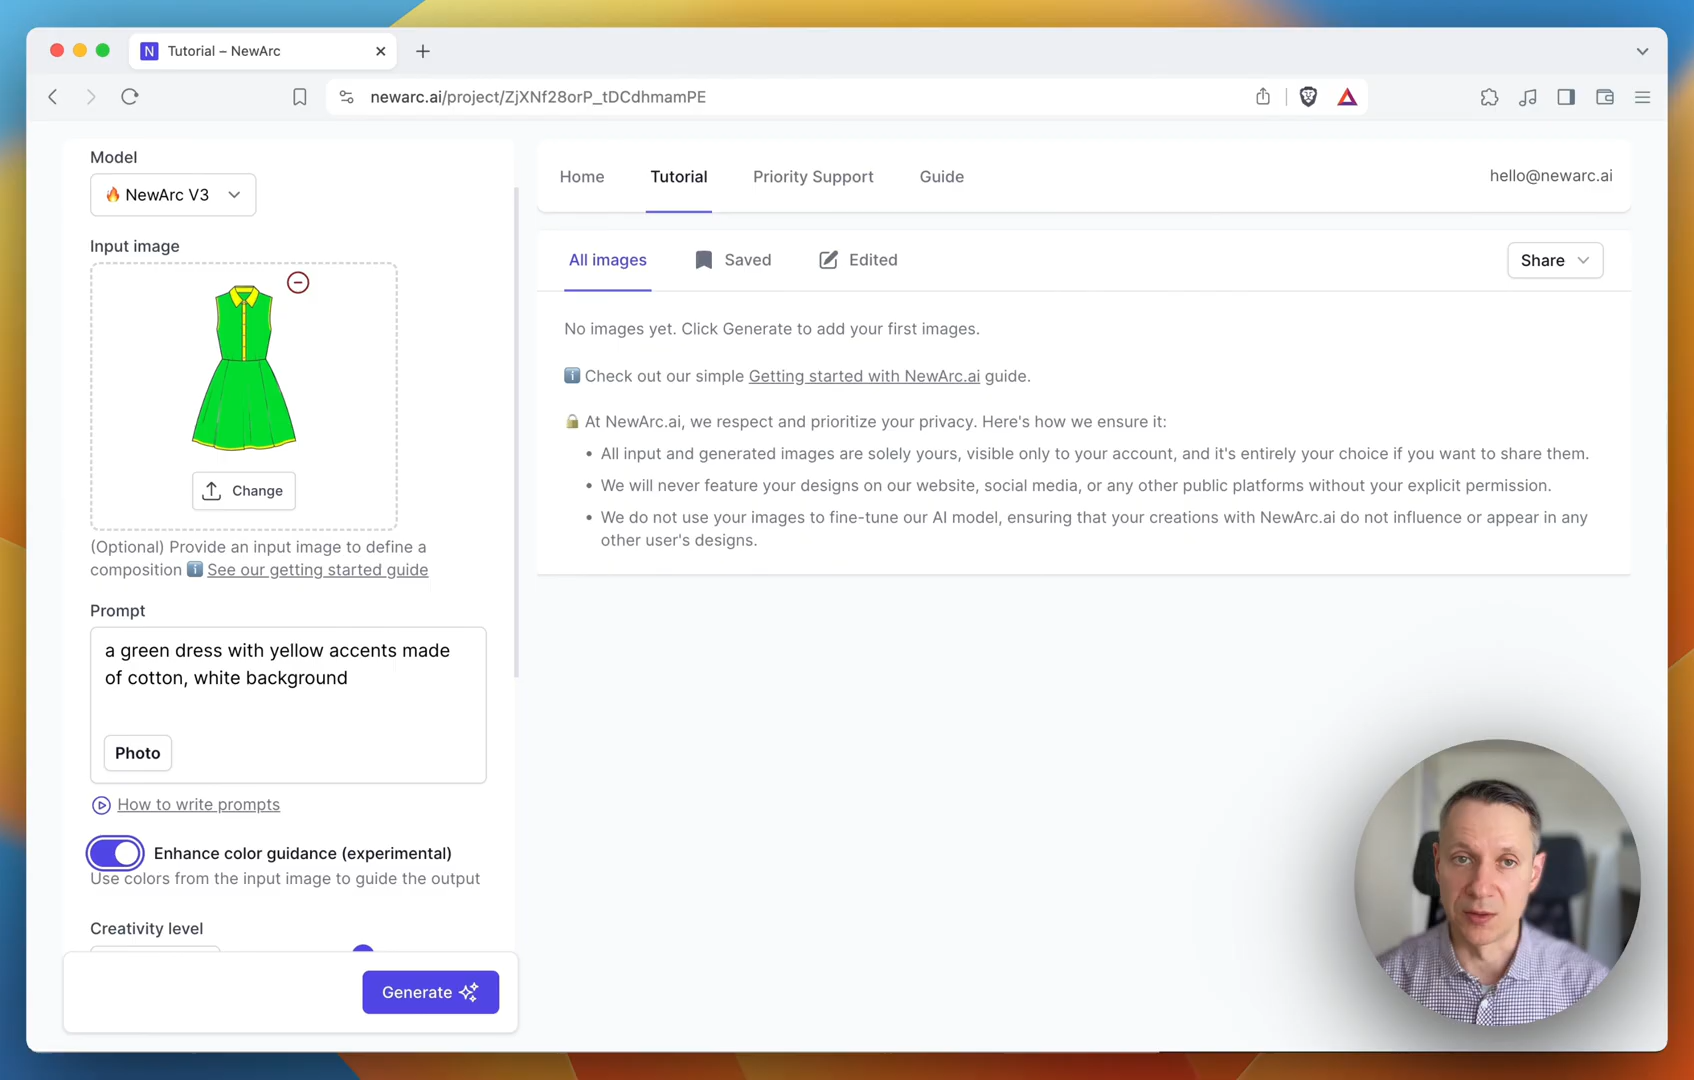 Tutorial – NewArc
newarc.ai/project/ZjXNf28orP_tDCdhmamPE
Model
🔥 NewArc V3
Input image
Change
(Optional) Provide an input image to define a
composition ℹ️ See our getting started guide
Prompt
a green dress with yellow accents made
of cotton, white background
Photo
How to write prompts
Enhance color guidance (experimental)
Use colors from the input image to guide the output
Creativity level
Generate
Home Tutorial Priority Support Guide hello@newarc.ai
All images Saved Edited Share
No images yet. Click Generate to add your first images.
ℹ️ Check out our simple Getting started with NewArc.ai guide.
🔒 At NewArc.ai, we respect and prioritize your privacy. Here's how we ensure it:
• All input and generated images are solely yours, visible only to your account, and it's entirely your choice if you want to share them.
• We will never feature your designs on our website, social media, or any other public platforms without your explicit permission.
• We do not use your images to fine-tune our AI model, ensuring that your creations with NewArc.ai do not influence or appear in any
other user's designs.